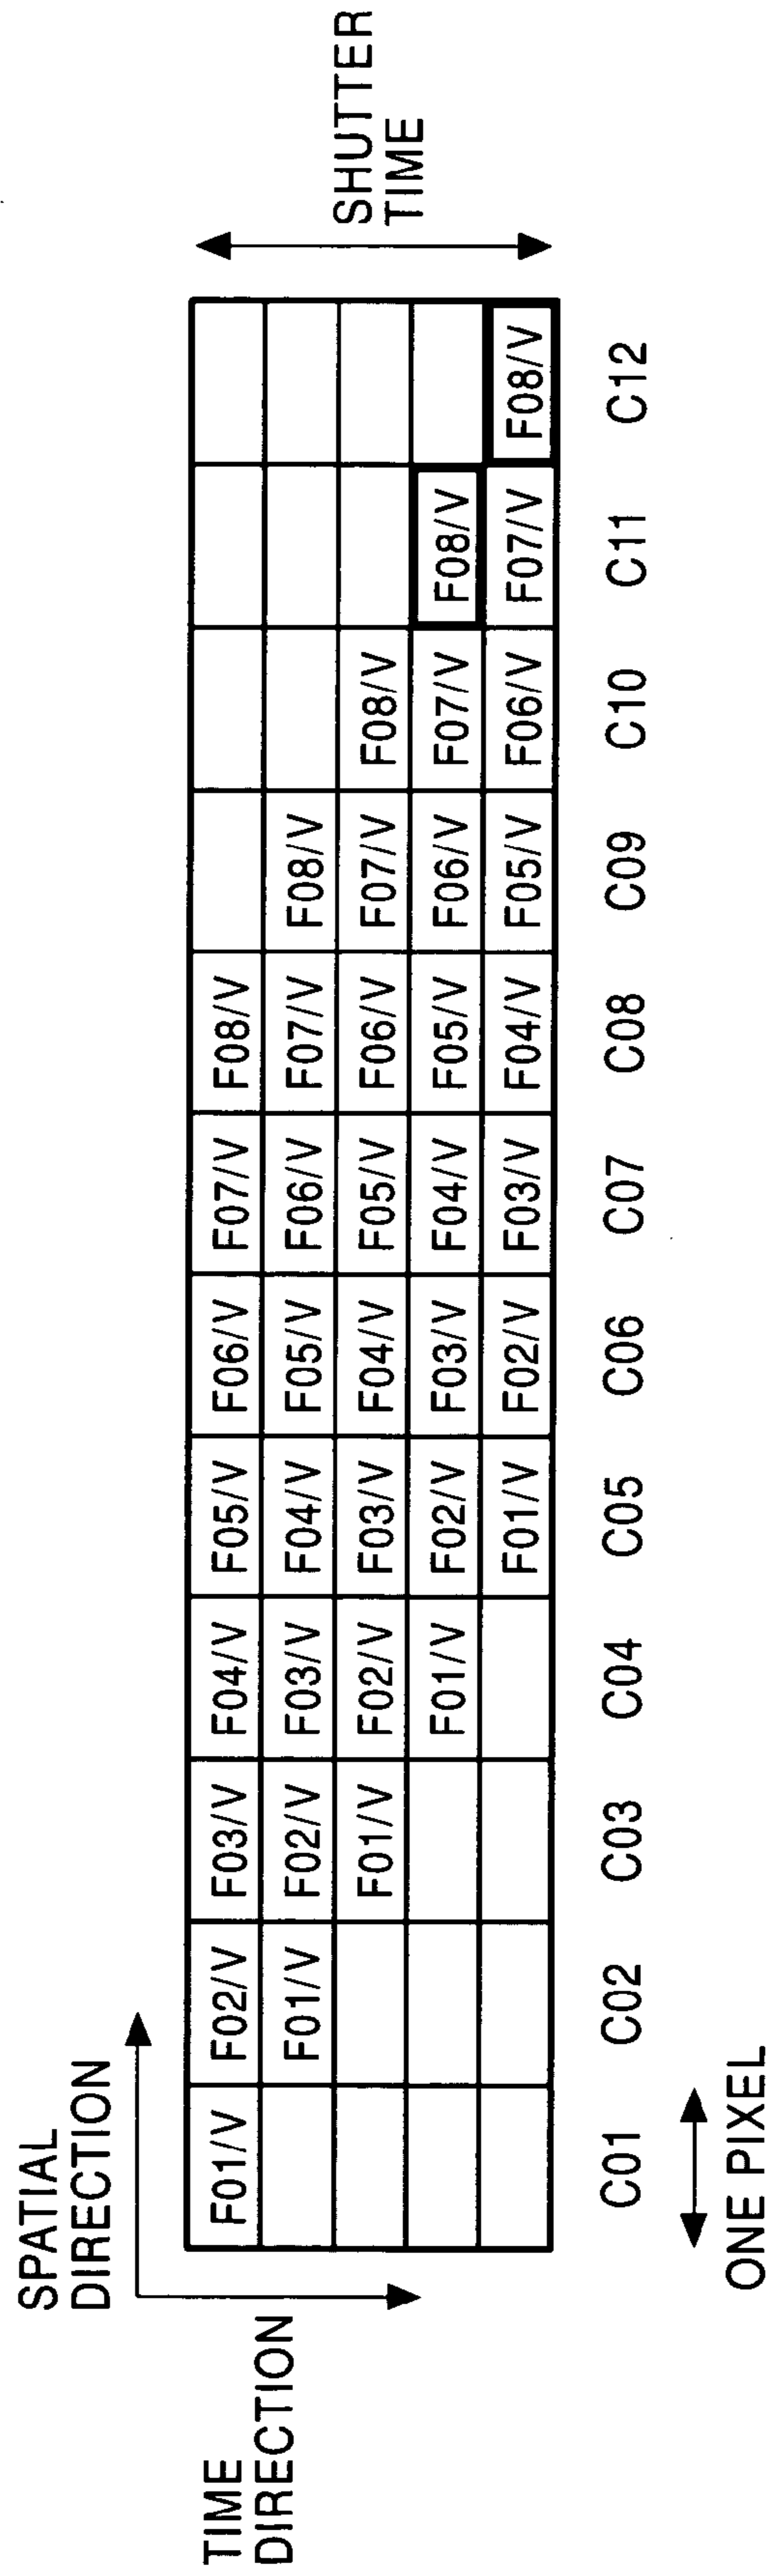 SPATIAL
DIRECTION
TIME
DIRECTION
SHUTTER
TIME
F01/V F02/V F03/V F04/V F05/V F06/V F07/V F08/V
F01/V F02/V F03/V F04/V F05/V F06/V F07/V F08/V
F01/V F02/V F03/V F04/V F05/V F06/V F07/V F08/V
F01/V F02/V F03/V F04/V F05/V F06/V F07/V F08/V
F01/V F02/V F03/V F04/V F05/V F06/V F07/V F08/V
C01 C02 C03 C04 C05 C06 C07 C08 C09 C10 C11 C12
ONE PIXEL